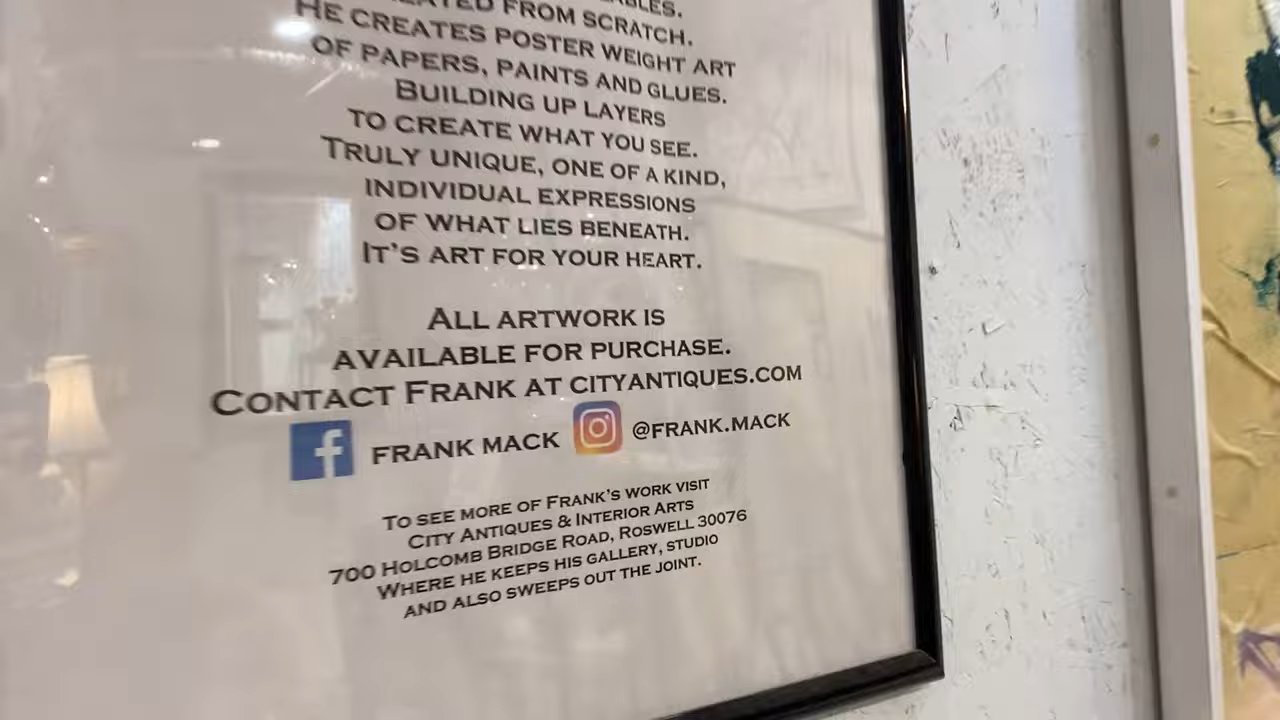 FROM SCRATCH.
HE CREATES POSTER WEIGHT ART
OF PAPERS, PAINTS AND GLUES.
BUILDING UP LAYERS
TO CREATE WHAT YOU SEE.
TRULY UNIQUE, ONE OF A KIND,
INDIVIDUAL EXPRESSIONS
OF WHAT LIES BENEATH.
IT'S ART FOR YOUR HEART.
ALL ARTWORK IS
AVAILABLE FOR PURCHASE.
CONTACT FRANK AT CITYANTIQUES.COM
f FRANK MACK @FRANK.MACK
TO SEE MORE OF FRANK'S WORK VISIT
CITY ANTIQUES & INTERIOR ARTS
700 HOLCOMB BRIDGE ROAD, ROSWELL 30076
WHERE HE KEEPS HIS GALLERY, STUDIO
AND ALSO SWEEPS OUT THE JOINT.